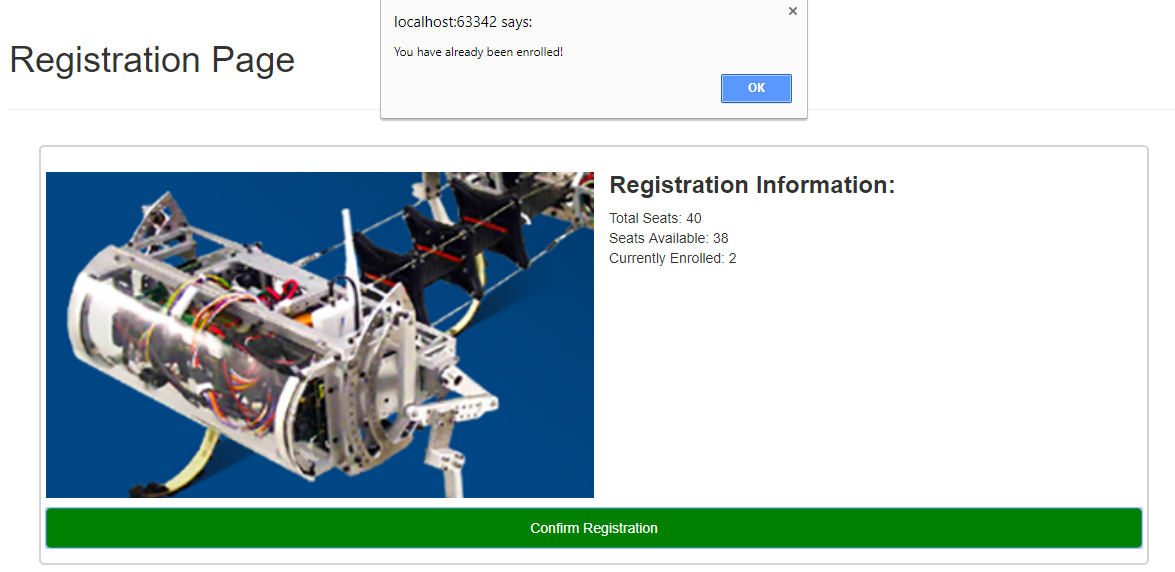 localhost:63342 says:
You have already been enrolled!
OK
Registration Page
Registration Information:
Total Seats: 40
Seats Available: 38
Currently Enrolled: 2
Confirm Registration